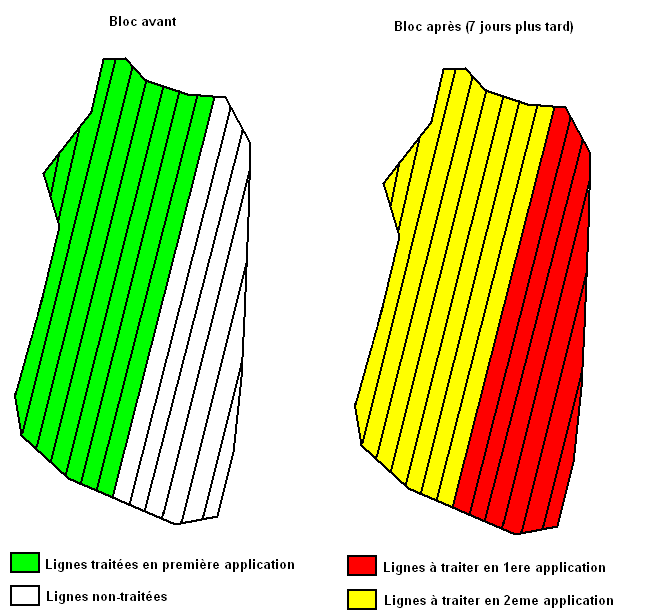 Bloc avant
Bloc après (7 jours plus tard)
Lignes traitées en première application
Lignes non-traitées
Lignes à traiter en 1ere application
Lignes à traiter en 2eme application